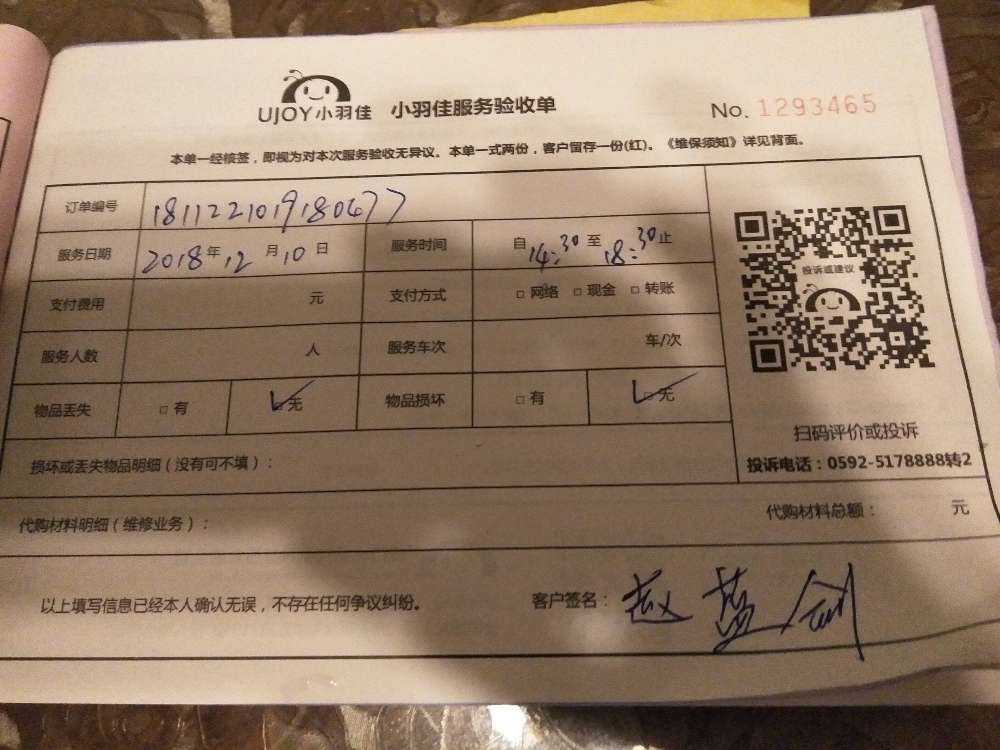 UJOY小羽佳 小羽佳服务验收单 No. 1293465
本单一经核签，即视为对本次服务验收无异议。本单一式两份，客户留存一份(红)。《维保须知》详见背面。
订单编号 181122101918０677
服务日期 2018年12月10日 服务时间 自14:30至18:30止
支付费用 元 支付方式 □网络 □现金 □转账
服务人数 人 服务车次 车/次
物品丢失 □有 ☑无 物品损坏 □有 ☑无
投诉或建议
扫码评价或投诉
投诉电话：0592-5178888转2
损坏或丢失物品明细（没有可不填）：
代购材料明细（维修业务）： 代购材料总额： 元
以上填写信息已经本人确认无误，不存在任何争议纠纷。 客户签名：赵蓝剑